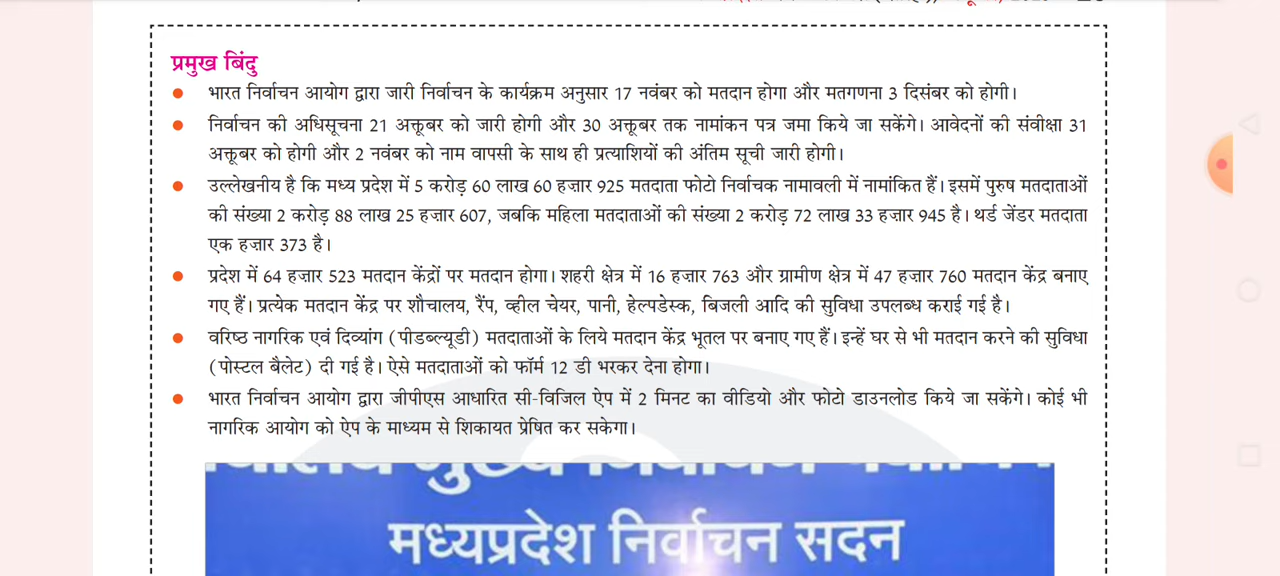 प्रमुख बिंदु
● भारत निर्वाचन आयोग द्वारा जारी निर्वाचन के कार्यक्रम अनुसार 17 नवंबर को मतदान होगा और मतगणना 3 दिसंबर को होगी।
● निर्वाचन की अधिसूचना 21 अक्तूबर को जारी होगी और 30 अक्तूबर तक नामांकन पत्र जमा किये जा सकेंगे। आवेदनों की संवीक्षा 31
अक्तूबर को होगी और 2 नवंबर को नाम वापसी के साथ ही प्रत्याशियों की अंतिम सूची जारी होगी।
● उल्लेखनीय है कि मध्य प्रदेश में 5 करोड़ 60 लाख 60 हज़ार 925 मतदाता फोटो निर्वाचक नामावली में नामांकित हैं। इसमें पुरुष मतदाताओं
की संख्या 2 करोड़ 88 लाख 25 हज़ार 607, जबकि महिला मतदाताओं की संख्या 2 करोड़ 72 लाख 33 हज़ार 945 है। थर्ड जेंडर मतदाता
एक हज़ार 373 है।
● प्रदेश में 64 हज़ार 523 मतदान केंद्रों पर मतदान होगा। शहरी क्षेत्र में 16 हज़ार 763 और ग्रामीण क्षेत्र में 47 हज़ार 760 मतदान केंद्र बनाए
गए हैं। प्रत्येक मतदान केंद्र पर शौचालय, रैंप, व्हील चेयर, पानी, हेल्पडेस्क, बिजली आदि की सुविधा उपलब्ध कराई गई है।
● वरिष्ठ नागरिक एवं दिव्यांग (पीडब्ल्यूडी) मतदाताओं के लिये मतदान केंद्र भूतल पर बनाए गए हैं। इन्हें घर से भी मतदान करने की सुविधा
(पोस्टल बैलेट) दी गई है। ऐसे मतदाताओं को फॉर्म 12 डी भरकर देना होगा।
● भारत निर्वाचन आयोग द्वारा जीपीएस आधारित सी-विजिल ऐप में 2 मिनट का वीडियो और फोटो डाउनलोड किये जा सकेंगे। कोई भी
नागरिक आयोग को ऐप के माध्यम से शिकायत प्रेषित कर सकेगा।
मध्यप्रदेश निर्वाचन सदन